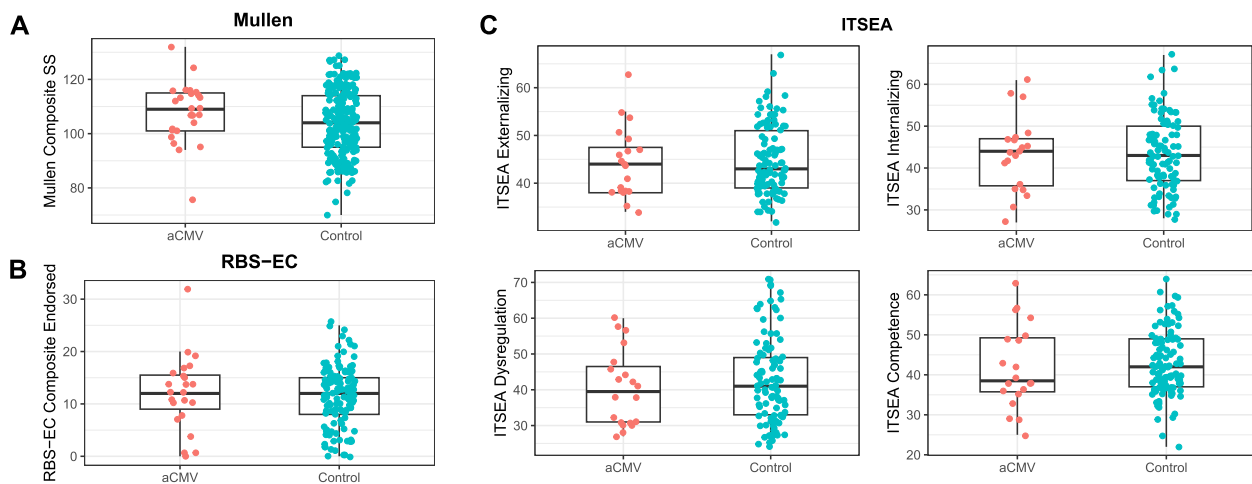 A
Mullen
Mullen Composite SS
120
100
80
aCMV
Control
B
RBS−EC
RBS−EC Composite Endorsed
30
20
10
0
aCMV
Control
C
ITSEA
ITSEA Externalizing
60
50
40
aCMV
Control
ITSEA Internalizing
60
50
40
30
aCMV
Control
ITSEA Dysregulation
70
60
50
40
30
aCMV
Control
ITSEA Competence
60
50
40
30
20
aCMV
Control